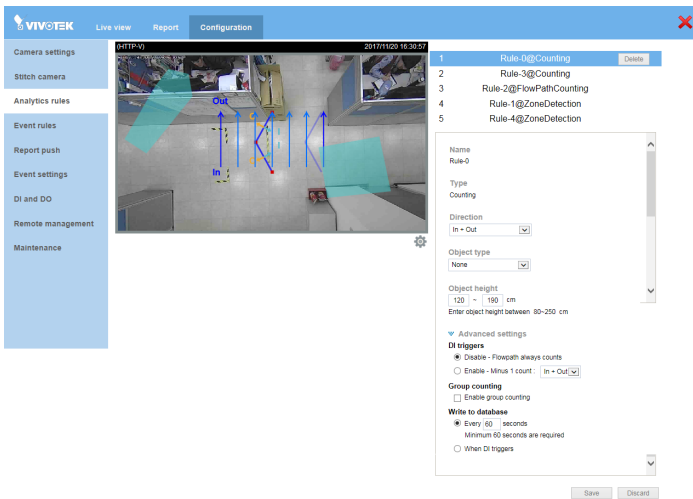 VIVOTEK
Live view
Report
Configuration
Camera settings
Stitch camera
Analytics rules
Event rules
Report push
Event settings
DI and DO
Remote management
Maintenance
(HTTP-V)
2017/11/20 16:30:57
Out
In
1 Rule-0@Counting Delete
2 Rule-3@Counting
3 Rule-2@FlowPathCounting
4 Rule-1@ZoneDetection
5 Rule-4@ZoneDetection
Name
Rule-0
Type
Counting
Direction
In + Out
Object type
None
Object height
120 ~ 190 cm
Enter object height between 80~250 cm
Advanced settings
DI triggers
Disable - Flowpath always counts
Enable - Minus 1 count : In + Out
Group counting
Enable group counting
Write to database
Every 60 seconds
Minimum 60 seconds are required
When DI triggers
Save Discard